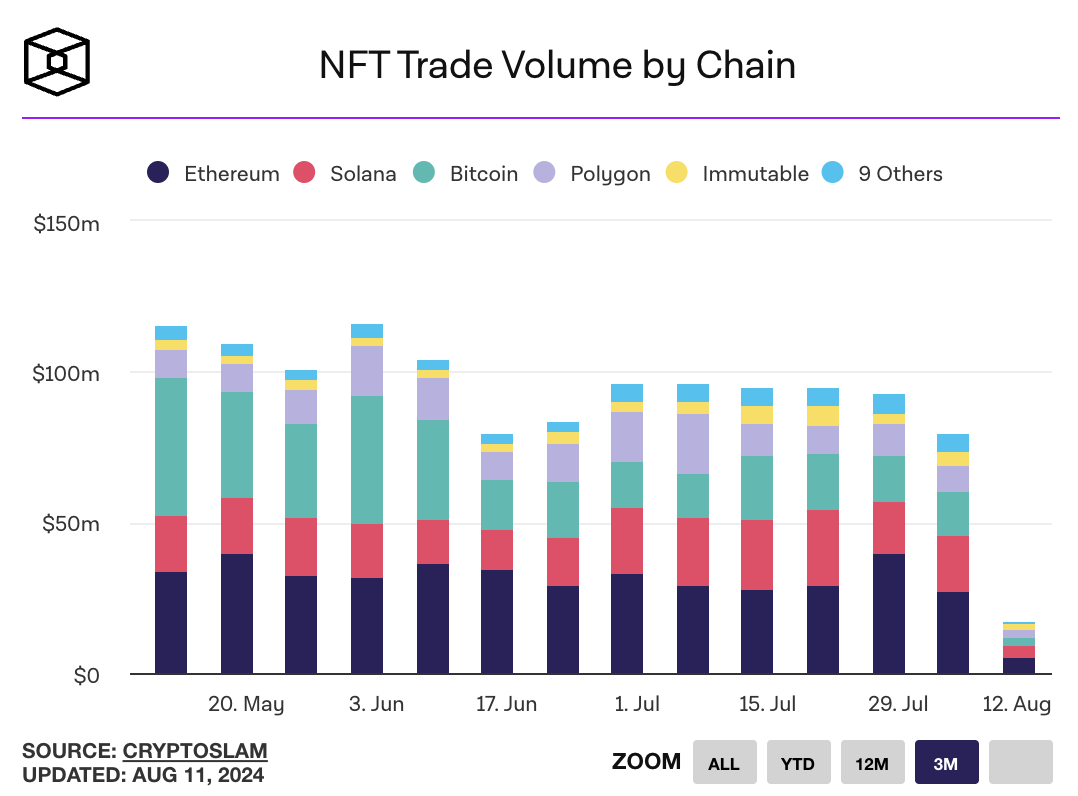 NFT Trade Volume by Chain
Ethereum Solana Bitcoin Polygon Immutable 9 Others
$150m
$100m
$50m
$0
20. May 3. Jun 17. Jun 1. Jul 15. Jul 29. Jul 12. Aug
SOURCE: CRYPTOSLAM
UPDATED: AUG 11, 2024
ZOOM ALL YTD 12M 3M